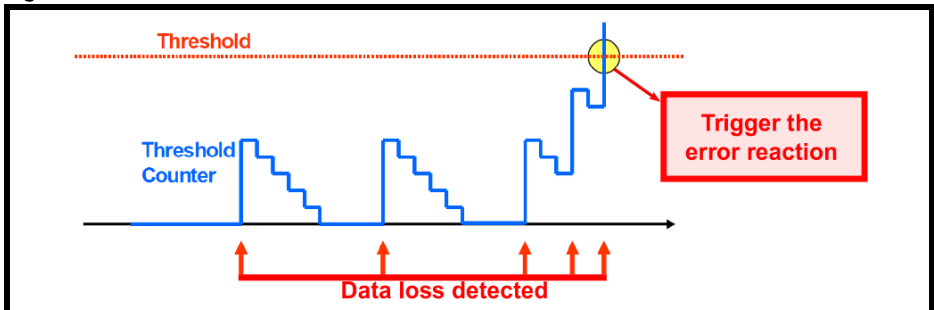 Threshold
Threshold
Counter
Trigger the
error reaction
Data loss detected